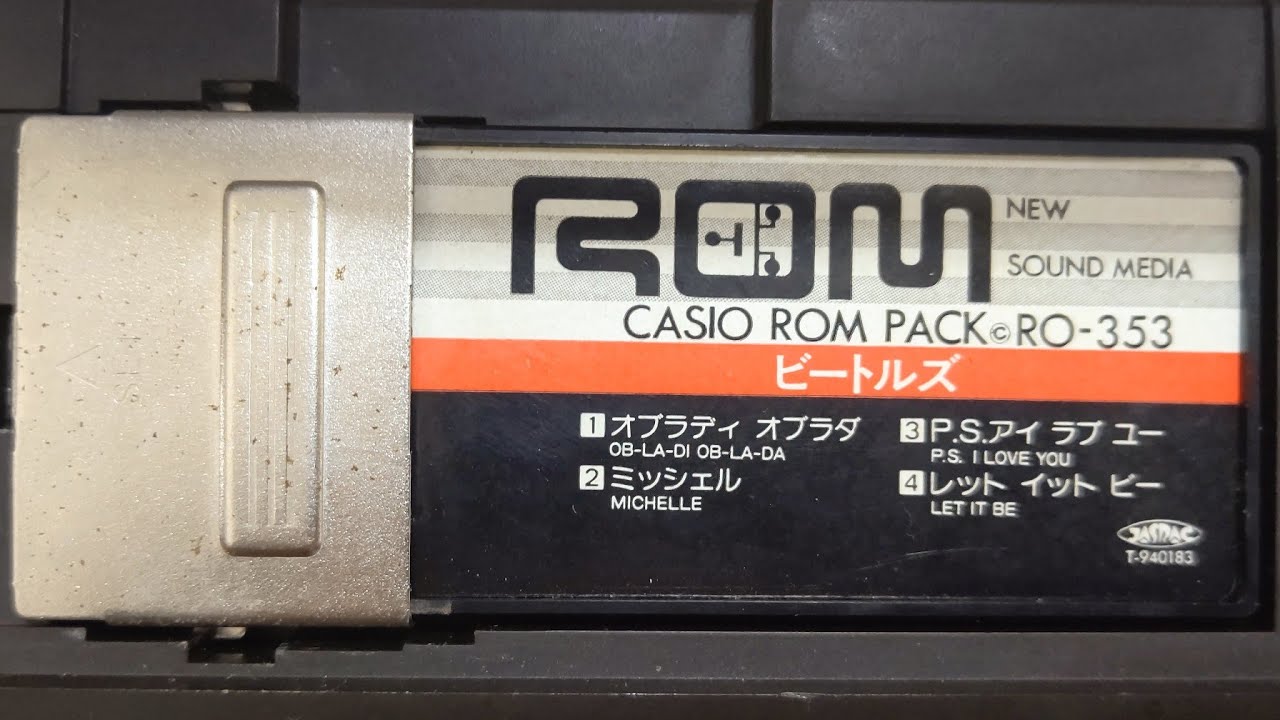 ROM
NEW
SOUND MEDIA
CASIO ROM PACK©RO-353
ビートルズ
1 オブラディ オブラダ
OB-LA-DI OB-LA-DA
2 ミッシェル
MICHELLE
3 P.S.アイ ラブ ユー
P.S. I LOVE YOU
4 レット イット ビー
LET IT BE
JASRAC
T-940183